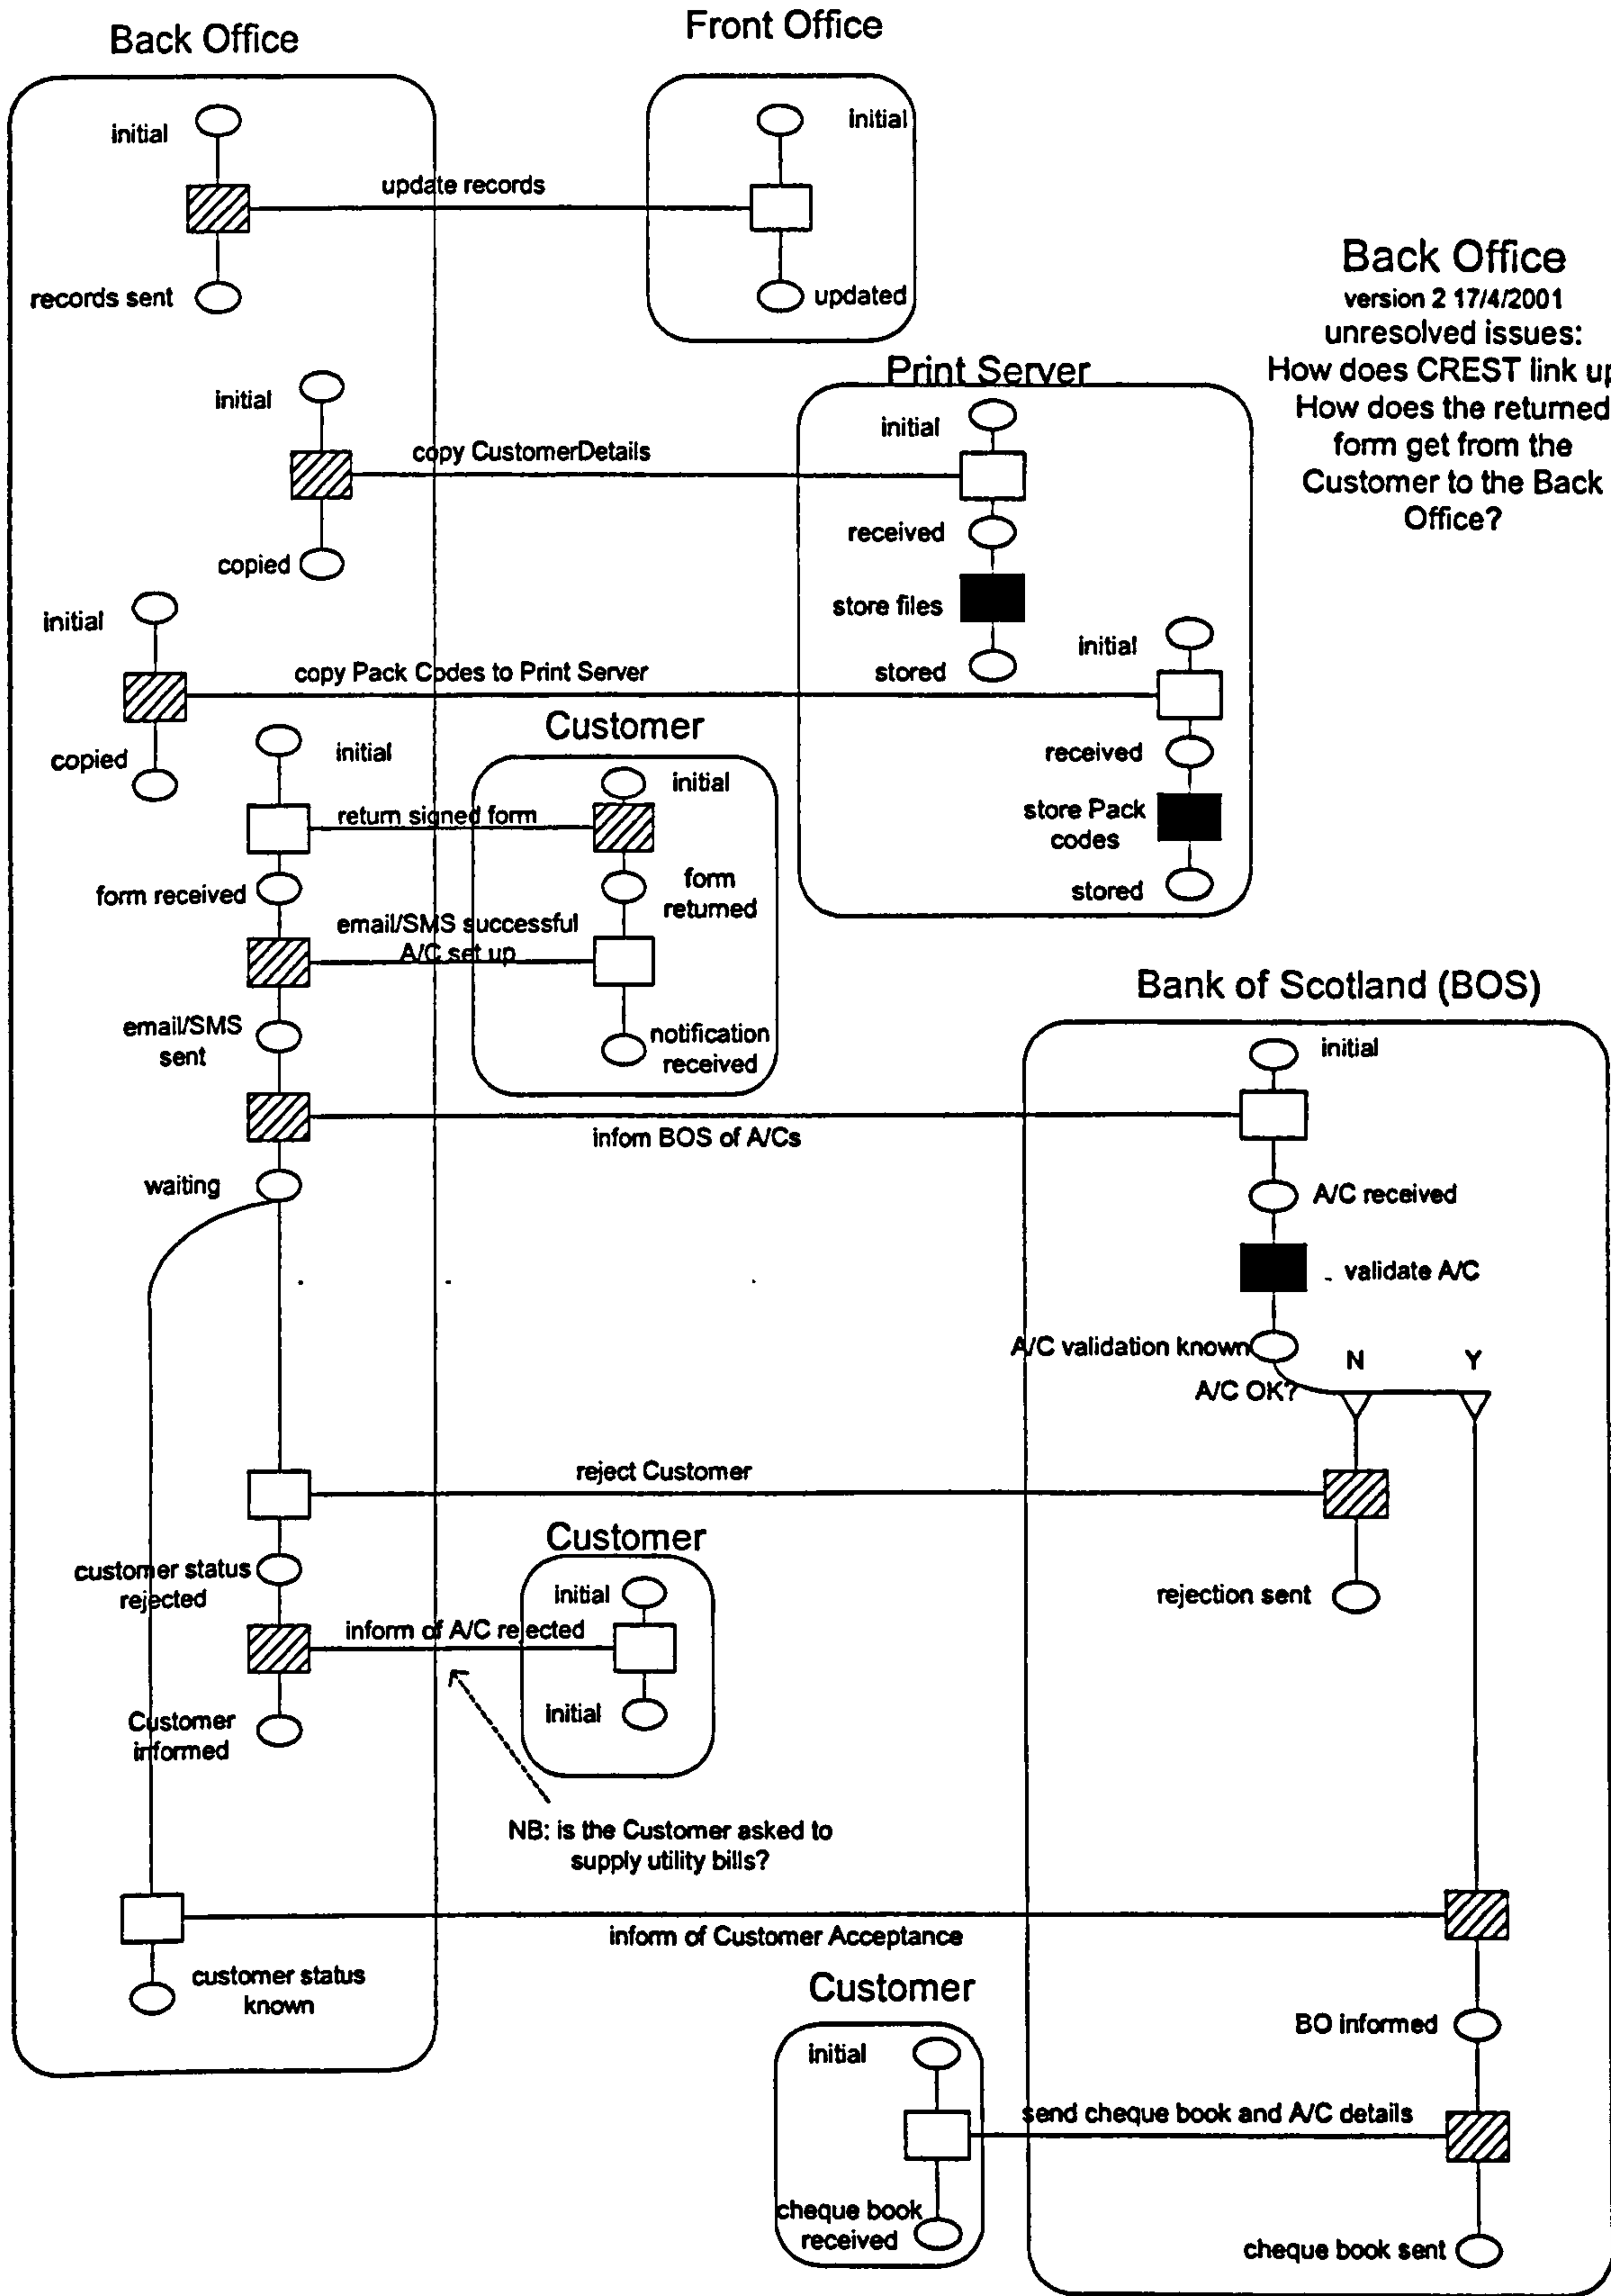 Back Office
Front Office
initial
initial
update records
records sent
updated
Back Office
version 2 17/4/2001
unresolved issues:
How does CREST link up
How does the returned
form get from the
Customer to the Back
Office?
Print Server
initial
initial
copy CustomerDetails
received
copied
store files
initial
initial
copy Pack Codes to Print Server
stored
Customer
copied
initial
initial
received
return signed form
store Pack
codes
form received
form
returned
stored
email/SMS successful
A/C set up
Bank of Scotland (BOS)
email/SMS
sent
notification
received
initial
infom BOS of A/Cs
waiting
A/C received
validate A/C
A/C validation known
N
Y
A/C OK?
reject Customer
Customer
customer status
rejected
initial
rejection sent
inform of A/C rejected
initial
Customer
informed
NB: is the Customer asked to
supply utility bills?
inform of Customer Acceptance
customer status
known
Customer
BO informed
initial
send cheque book and A/C details
cheque book
received
cheque book sent